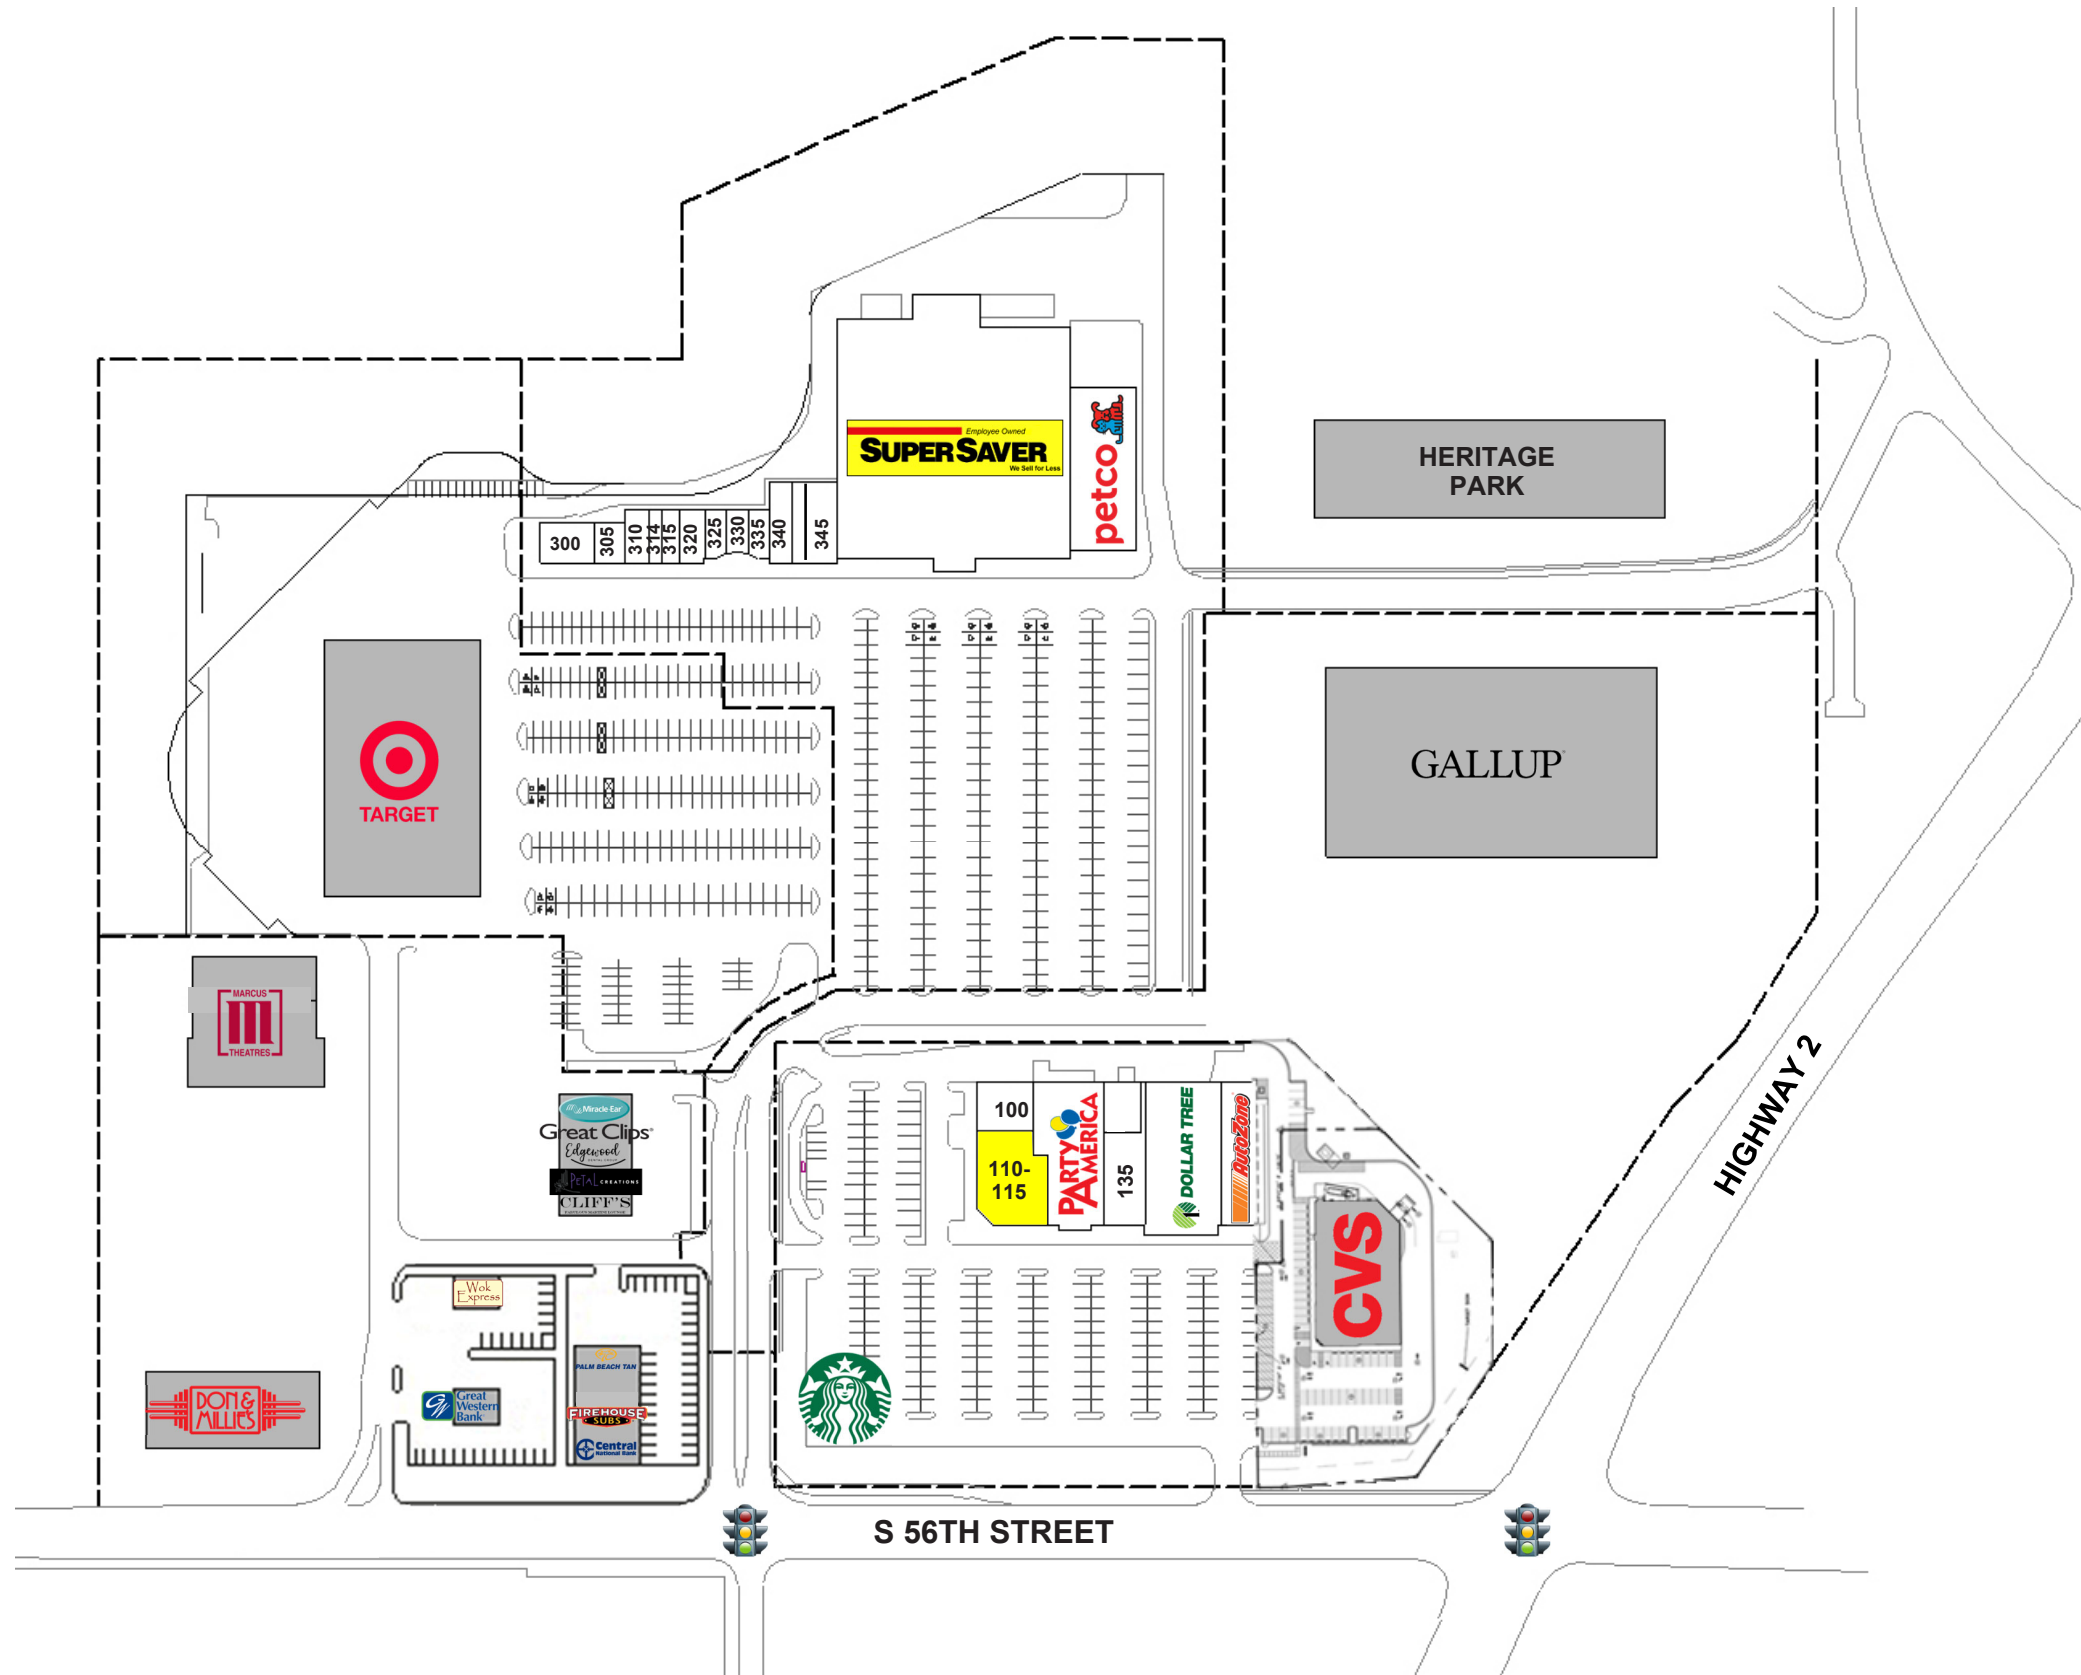 Employee Owned
SUPER SAVER
We Sell for Less
petco
HERITAGE
PARK
300
305
310
314
315
320
325
330
335
340
345
TARGET
GALLUP
MARCUS
THEATRES
HIGHWAY 2
Miracle-Ear
Great Clips
Edgewood
PETAL CREATIONS
CLIFF'S
100
110-
115
PARTY
AMERICA
135
DOLLAR TREE
AutoZone
CVS
Wok
Express
PALM BEACH TAN
Great
Western
Bank
FIREHOUSE
SUBS
Central
National Bank
DON &
MILLIE'S
S 56TH STREET